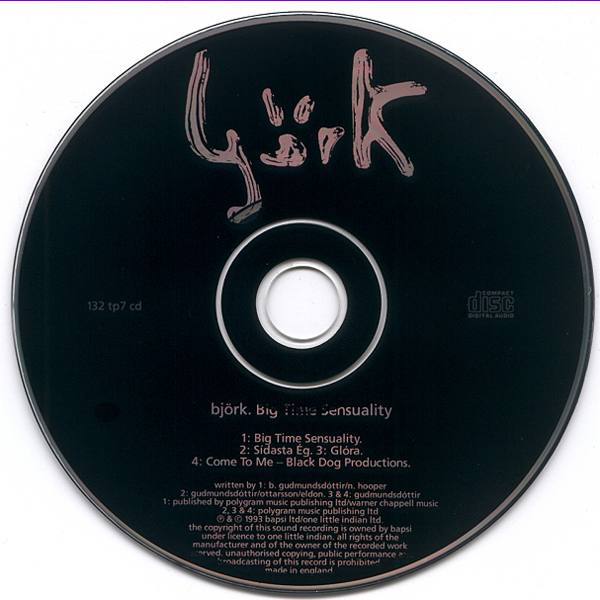 björk
132 tp7 cd
COMPACT
disc
DIGITAL AUDIO
björk. Big Time Sensuality
1: Big Time Sensuality.
2: Sídasta Ég. 3: Glóra.
4: Come To Me – Black Dog Productions.
written by 1: b. gudmundsdóttir/n. hooper
2: gudmundsdóttir/ottarsson/eldon. 3 & 4: gudmundsdóttir
1: published by polygram music publishing ltd/warner chappell music
2, 3 & 4: polygram music publishing ltd
℗ & © 1993 bapsi ltd/one little indian ltd.
the copyright of this sound recording is owned by bapsi
under licence to one little indian. all rights of the
manufacturer and of the owner of the recorded work
unauthorised copying, public performance
broadcasting of this record is prohibited
made in england